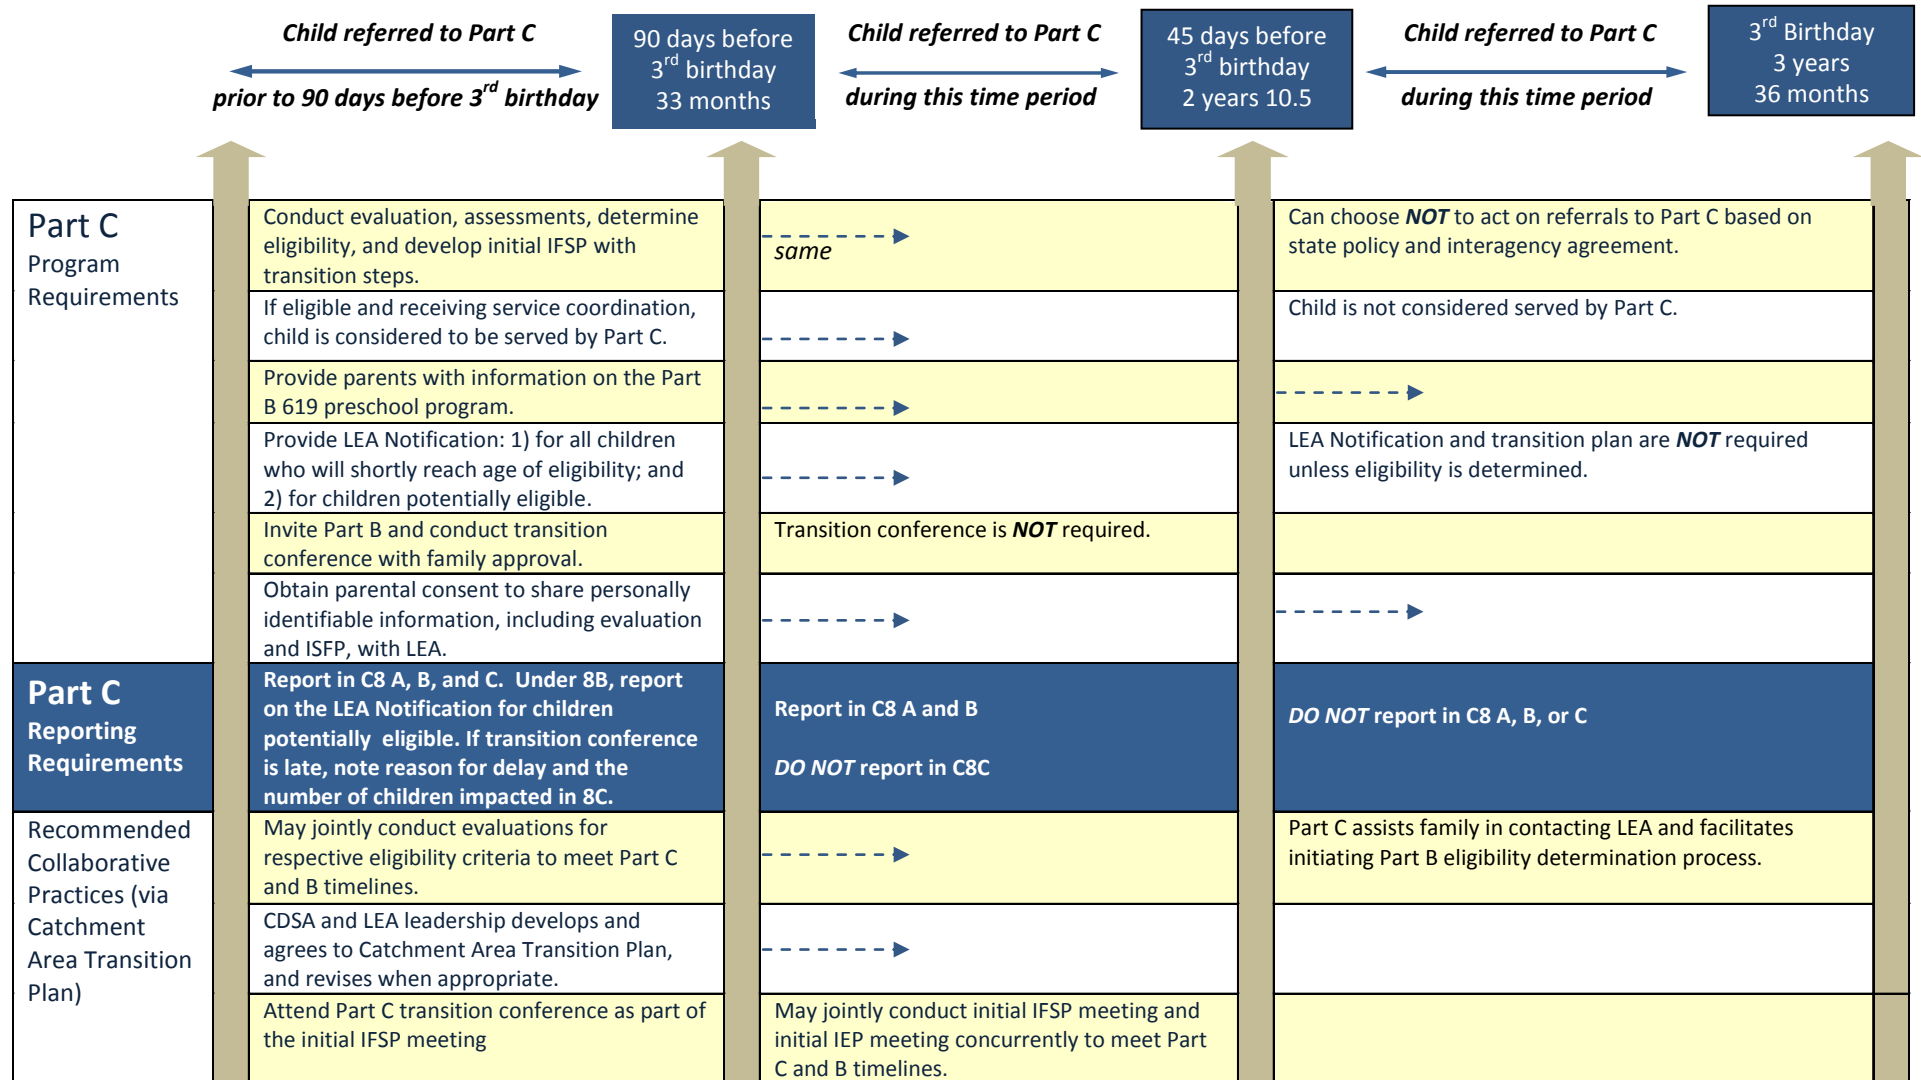 Child referred to Part C
prior to 90 days before 3rd birthday
90 days before
3rd birthday
33 months
Child referred to Part C
during this time period
45 days before
3rd birthday
2 years 10.5
Child referred to Part C
during this time period
3rd Birthday
3 years
36 months
Part C
Program
Requirements
Conduct evaluation, assessments, determine
eligibility, and develop initial IFSP with
transition steps.
same
Can choose NOT to act on referrals to Part C based on
state policy and interagency agreement.
If eligible and receiving service coordination,
child is considered to be served by Part C.
Child is not considered served by Part C.
Provide parents with information on the Part
B 619 preschool program.
Provide LEA Notification: 1) for all children
who will shortly reach age of eligibility; and
2) for children potentially eligible.
LEA Notification and transition plan are NOT required
unless eligibility is determined.
Invite Part B and conduct transition
conference with family approval.
Transition conference is NOT required.
Obtain parental consent to share personally
identifiable information, including evaluation
and ISFP, with LEA.
Part C
Reporting
Requirements
Report in C8 A, B, and C. Under 8B, report
on the LEA Notification for children
potentially eligible. If transition conference
is late, note reason for delay and the
number of children impacted in 8C.
Report in C8 A and B
DO NOT report in C8C
DO NOT report in C8 A, B, or C
Recommended
Collaborative
Practices (via
Catchment
Area Transition
Plan)
May jointly conduct evaluations for
respective eligibility criteria to meet Part C
and B timelines.
Part C assists family in contacting LEA and facilitates
initiating Part B eligibility determination process.
CDSA and LEA leadership develops and
agrees to Catchment Area Transition Plan,
and revises when appropriate.
Attend Part C transition conference as part of
the initial IFSP meeting
May jointly conduct initial IFSP meeting and
initial IEP meeting concurrently to meet Part
C and B timelines.